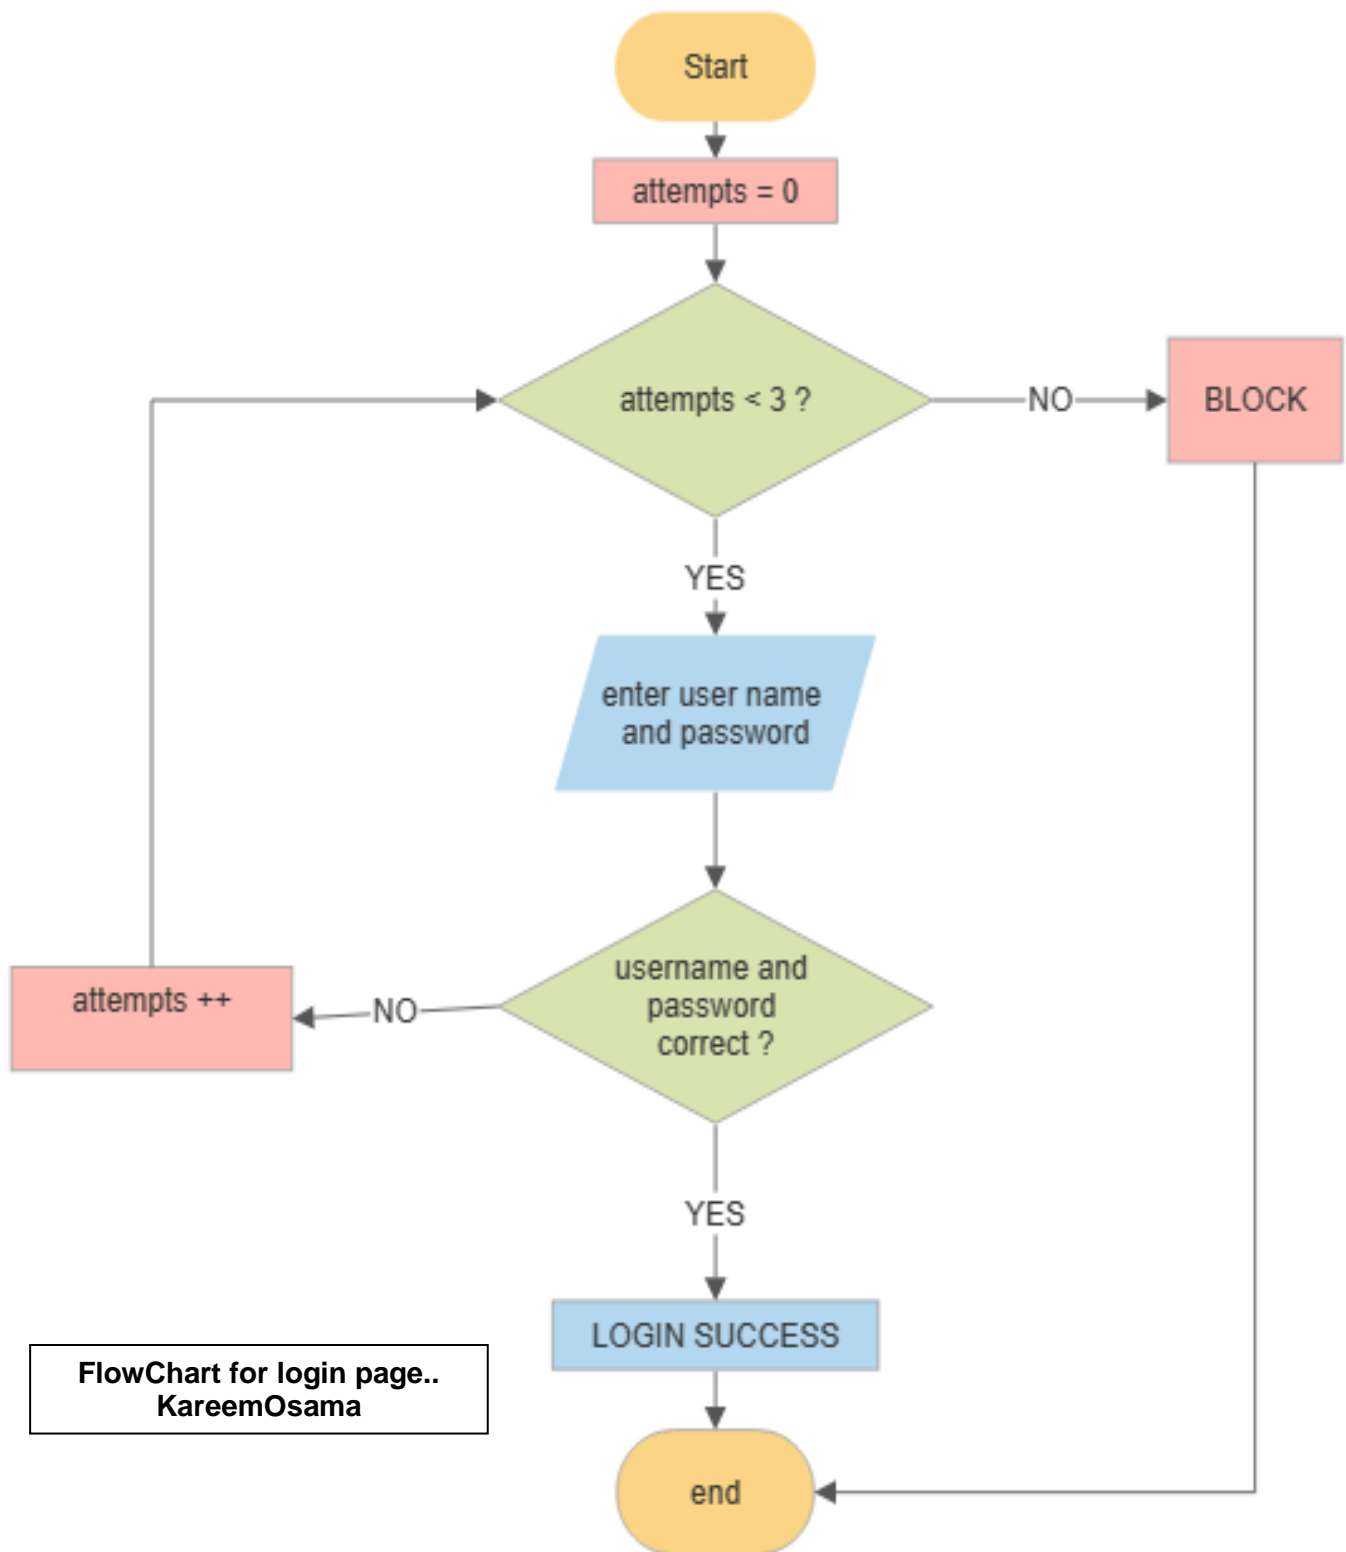 Start
attempts = 0
attempts < 3 ?
NO
BLOCK
YES
enter user name
and password
username and
password
correct ?
NO
attempts ++
YES
LOGIN SUCCESS
FlowChart for login page..
KareemOsama
end